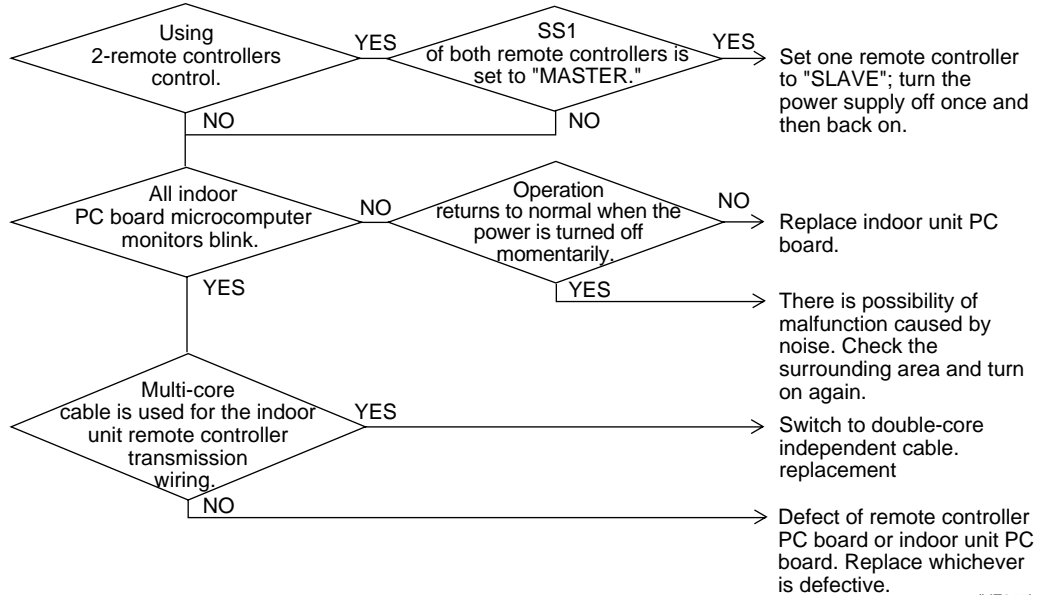 Using
2-remote controllers
control.
YES
SS1
of both remote controllers is
set to "MASTER."
YES
Set one remote controller
to "SLAVE"; turn the
power supply off once and
then back on.
NO
NO
All indoor
PC board microcomputer
monitors blink.
NO
Operation
returns to normal when the
power is turned off
momentarily.
NO
Replace indoor unit PC
board.
YES
YES
There is possibility of
malfunction caused by
noise. Check the
surrounding area and turn
on again.
Multi-core
cable is used for the indoor
unit remote controller
transmission
wiring.
YES
Switch to double-core
independent cable.
replacement
NO
Defect of remote controller
PC board or indoor unit PC
board. Replace whichever
is defective.